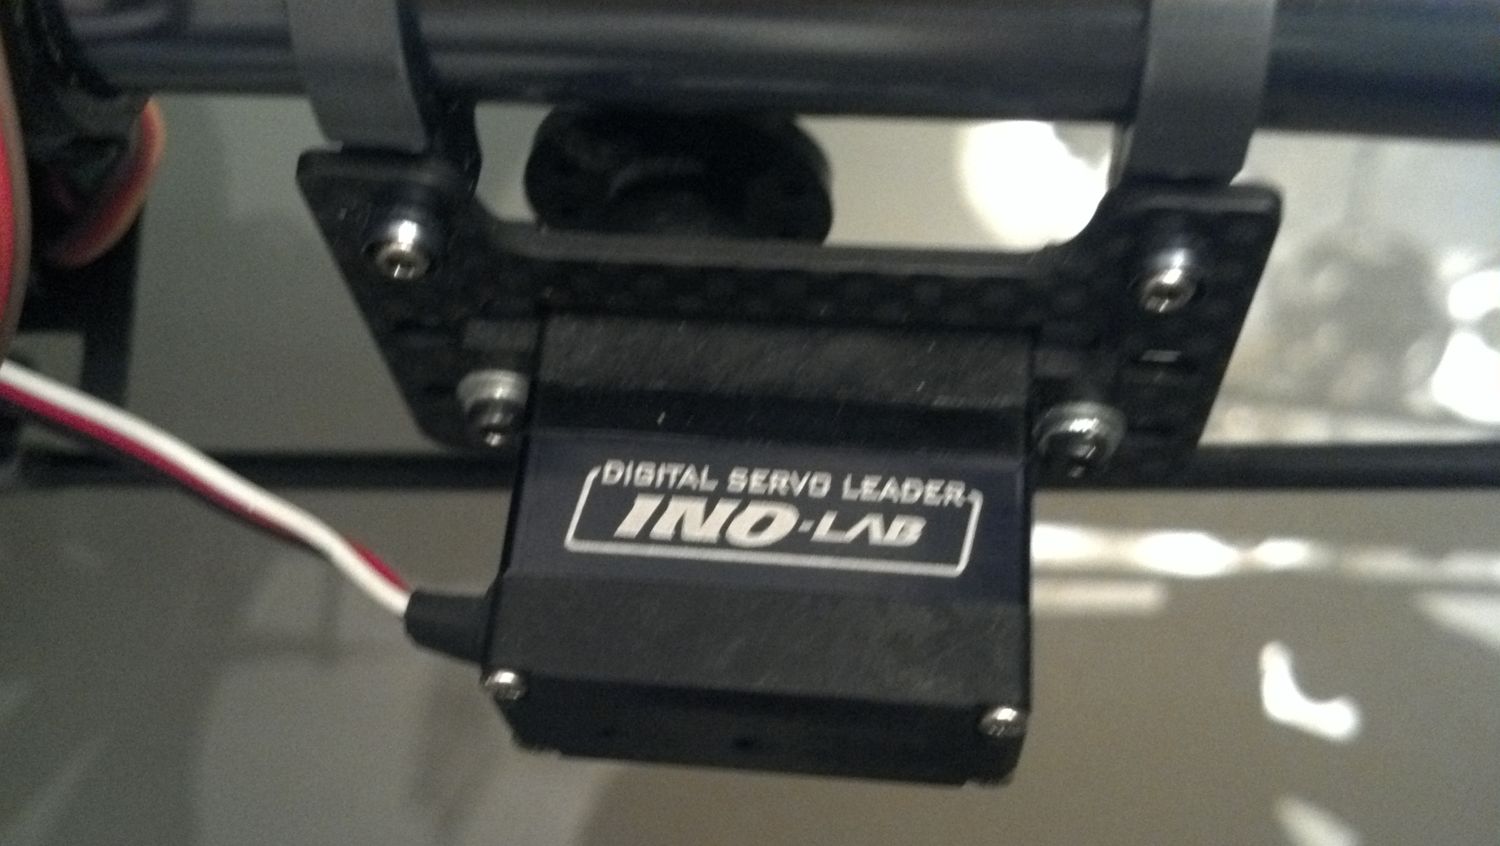 DIGITAL SERVO LEADER
INO-LAB